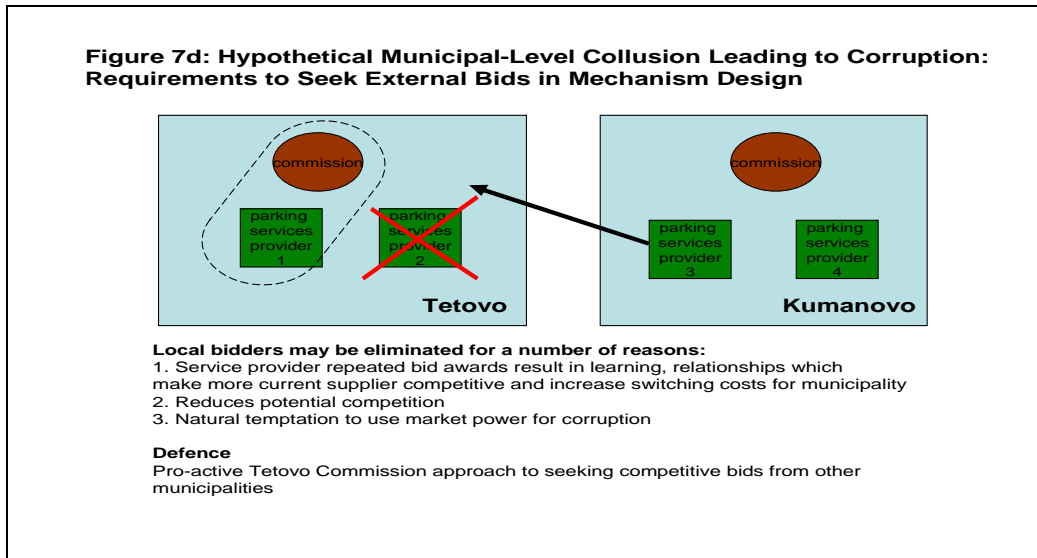 Figure 7d: Hypothetical Municipal-Level Collusion Leading to Corruption:
Requirements to Seek External Bids in Mechanism Design
commission
parking
services
provider
1
parking
services
provider
2
Tetovo
commission
parking
services
provider
3
parking
services
provider
4
Kumanovo
Local bidders may be eliminated for a number of reasons:
1. Service provider repeated bid awards result in learning, relationships which
make more current supplier competitive and increase switching costs for municipality
2. Reduces potential competition
3. Natural temptation to use market power for corruption
Defence
Pro-active Tetovo Commission approach to seeking competitive bids from other
municipalities